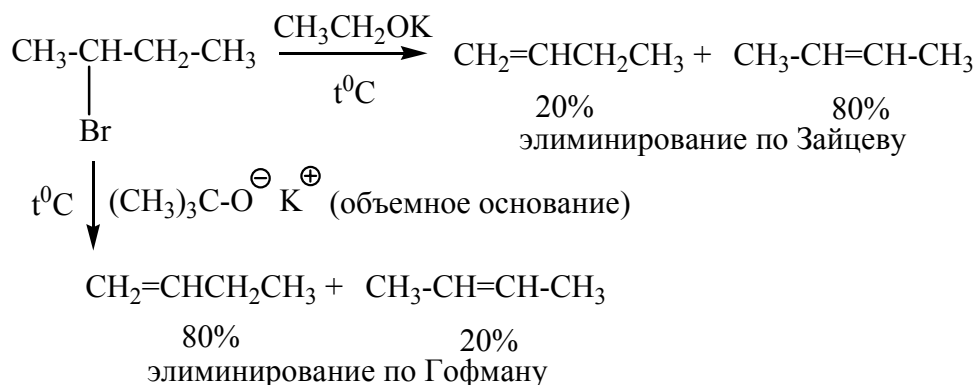 CH3CH2OK
CH3-CH-CH2-CH3
t0C
CH2=CHCH2CH3 + CH3-CH=CH-CH3
Br
20% 80%
элиминирование по Зайцеву
t0C (CH3)3C-O⊖ K⊕ (объемное основание)
CH2=CHCH2CH3 + CH3-CH=CH-CH3
80% 20%
элиминирование по Гофману